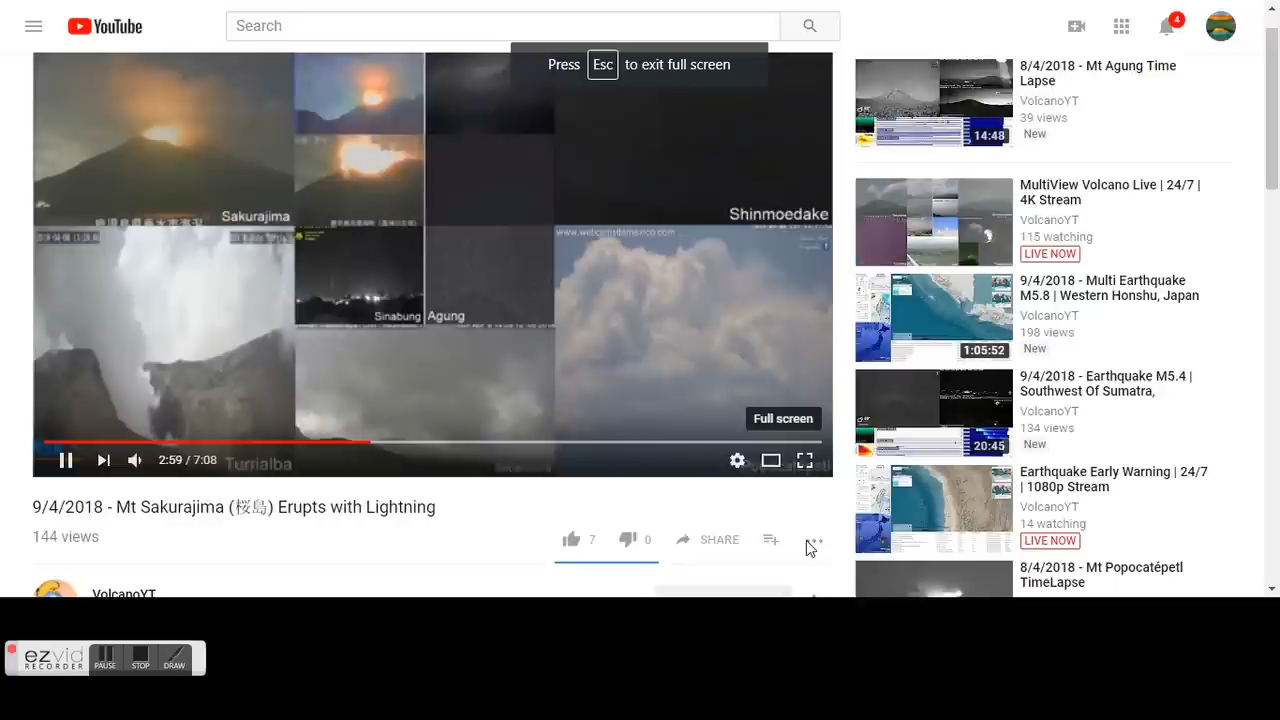 YouTube
Search
4
Press Esc to exit full screen
Sakurajima
Shinmoedake
www.webcamsdemexico.com
Sinabung
Agung
Full screen
2:59 / 7:08
Turrialba
9/4/2018 - Mt Sakurajima (桜島) Erupts with Lightning
144 views
7
0
SHARE
VolcanoYT
8/4/2018 - Mt Agung Time
Lapse
VolcanoYT
39 views
New
14:48
MultiView Volcano Live | 24/7 |
4K Stream
VolcanoYT
115 watching
LIVE NOW
9/4/2018 - Multi Earthquake
M5.8 | Western Honshu, Japan
VolcanoYT
198 views
New
1:05:52
9/4/2018 - Earthquake M5.4 |
Southwest Of Sumatra,
VolcanoYT
134 views
New
20:45
Earthquake Early Warning | 24/7
| 1080p Stream
VolcanoYT
14 watching
LIVE NOW
8/4/2018 - Mt Popocatépetl
TimeLapse
ezvid
RECORDER
PAUSE
STOP
DRAW